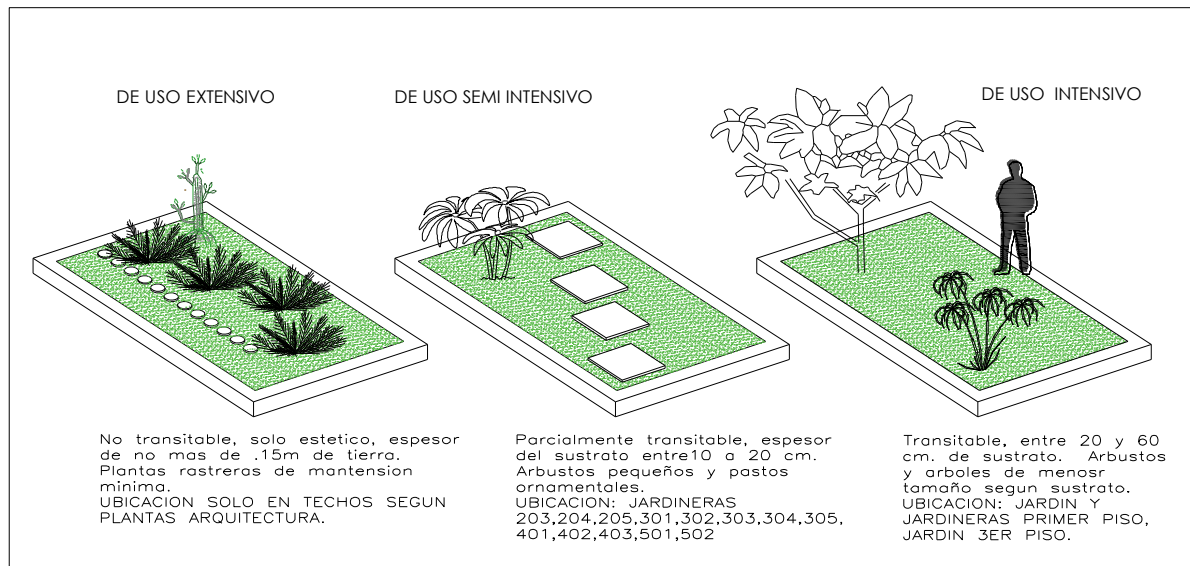 DE USO EXTENSIVO
No transitable, solo estetico, espesor
de no mas de .15m de tierra.
Plantas rastreras de mantension
minima.
UBICACION SOLO EN TECHOS SEGUN
PLANTAS ARQUITECTURA.
DE USO SEMI INTENSIVO
Parcialmente transitable, espesor
del sustrato entre10 a 20 cm.
Arbustos pequeños y pastos
ornamentales.
UBICACION: JARDINERAS
203,204,205,301,302,303,304,305,
401,402,403,501,502
DE USO INTENSIVO
Transitable, entre 20 y 60
cm. de sustrato. Arbustos
y arboles de menosr
tamaño segun sustrato.
UBICACION: JARDIN Y
JARDINERAS PRIMER PISO,
JARDIN 3ER PISO.